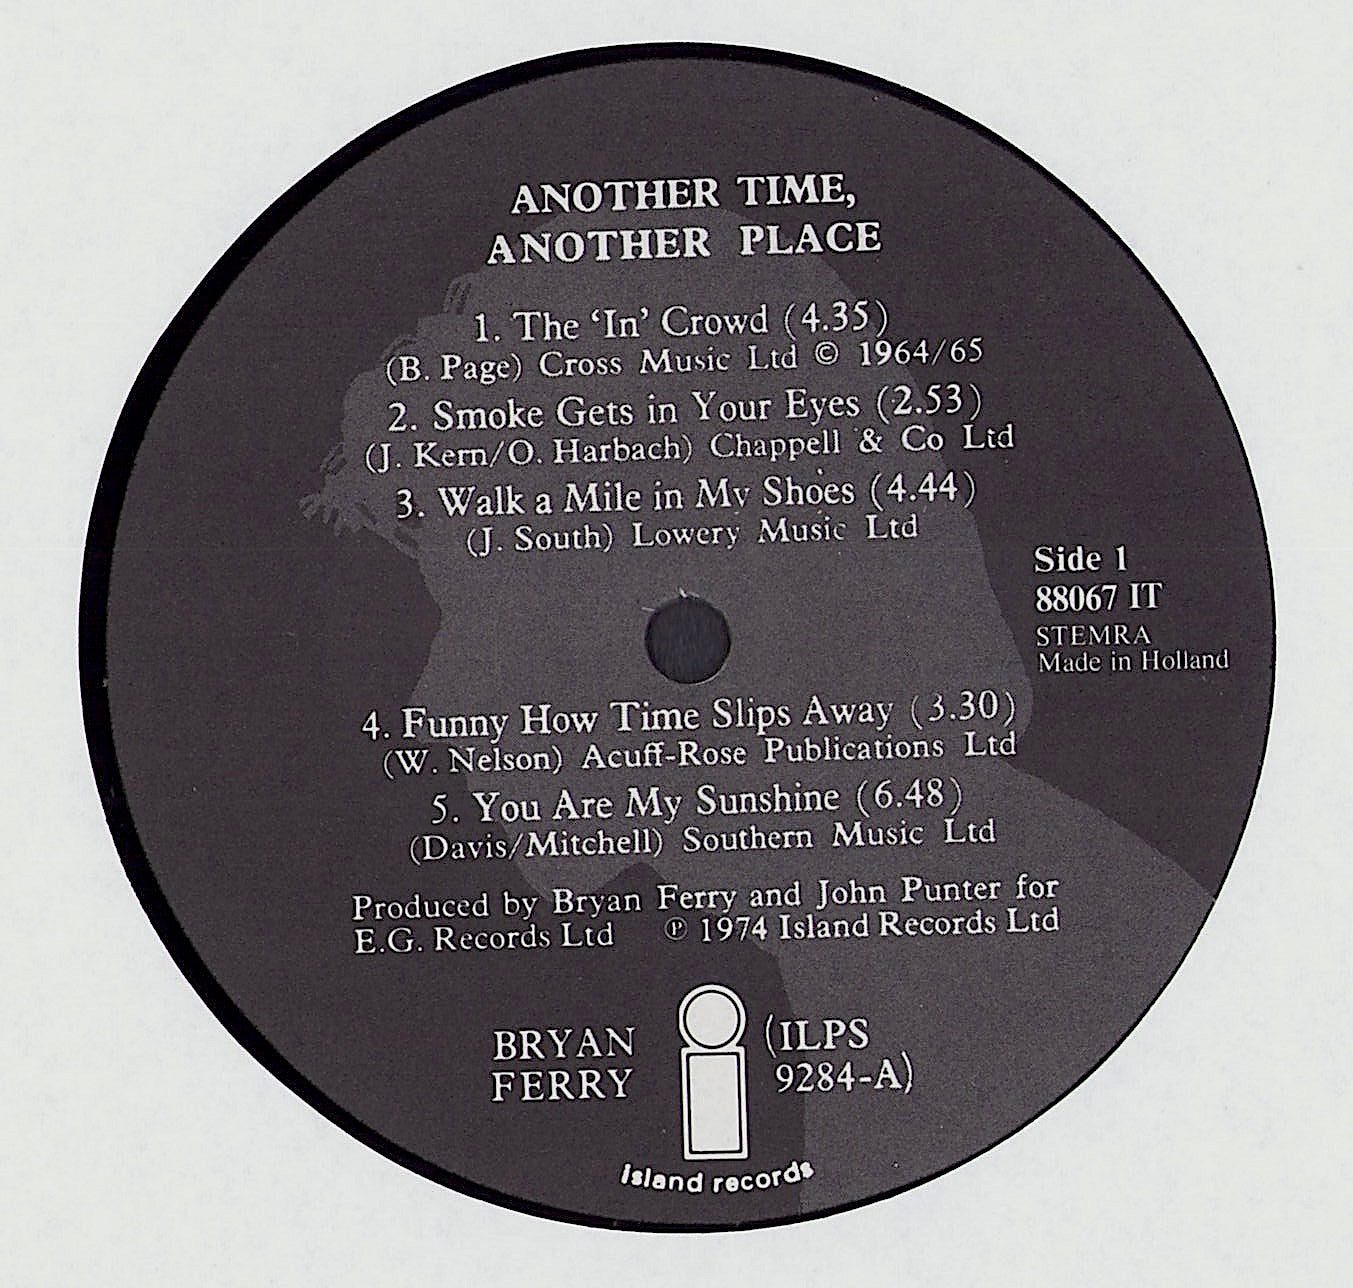 ANOTHER TIME,
ANOTHER PLACE
1. The ‘In’ Crowd (4.35)
(B. Page) Cross Music Ltd © 1964/65
2. Smoke Gets in Your Eyes (2.53)
(J. Kern/O. Harbach) Chappell & Co Ltd
3. Walk a Mile in My Shoes (4.44)
(J. South) Lowery Music Ltd
Side 1
88067 IT
STEMRA
Made in Holland
4. Funny How Time Slips Away (3.30)
(W. Nelson) Acuff-Rose Publications Ltd
5. You Are My Sunshine (6.48)
(Davis/Mitchell) Southern Music Ltd
Produced by Bryan Ferry and John Punter for
E.G. Records Ltd ℗ 1974 Island Records Ltd
BRYAN
FERRY
(ILPS
9284-A)
island records